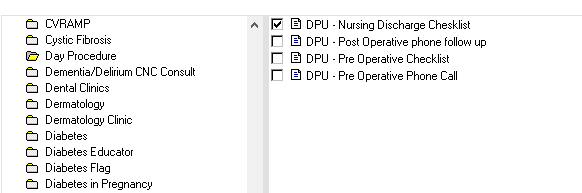 CVRAMP
Cystic Fibrosis
Day Procedure
Dementia/Delirium CNC Consult
Dental Clinics
Dermatology
Dermatology Clinic
Diabetes
Diabetes Educator
Diabetes Flag
Diabetes in Pregnancy
DPU - Nursing Discharge Checklist
DPU - Post Operative phone follow up
DPU - Pre Operative Checklist
DPU - Pre Operative Phone Call